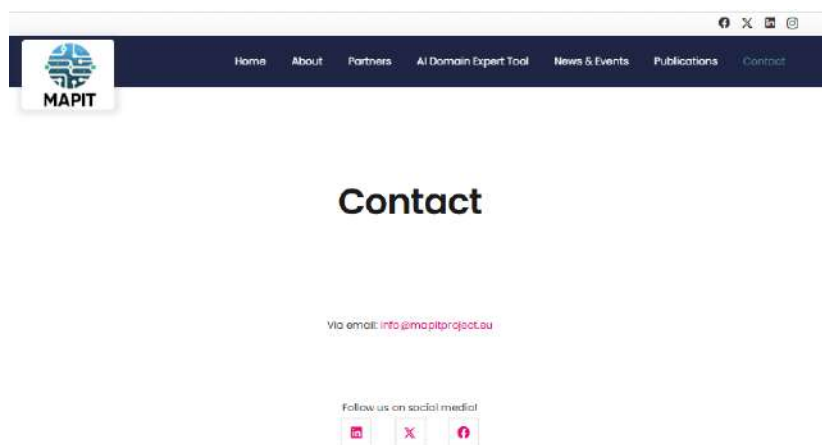 MAPIT
Home About Partners AI Domain Expert Tool News & Events Publications Contact
Contact
Via email: info@mapitproject.eu
Follow us on social media!